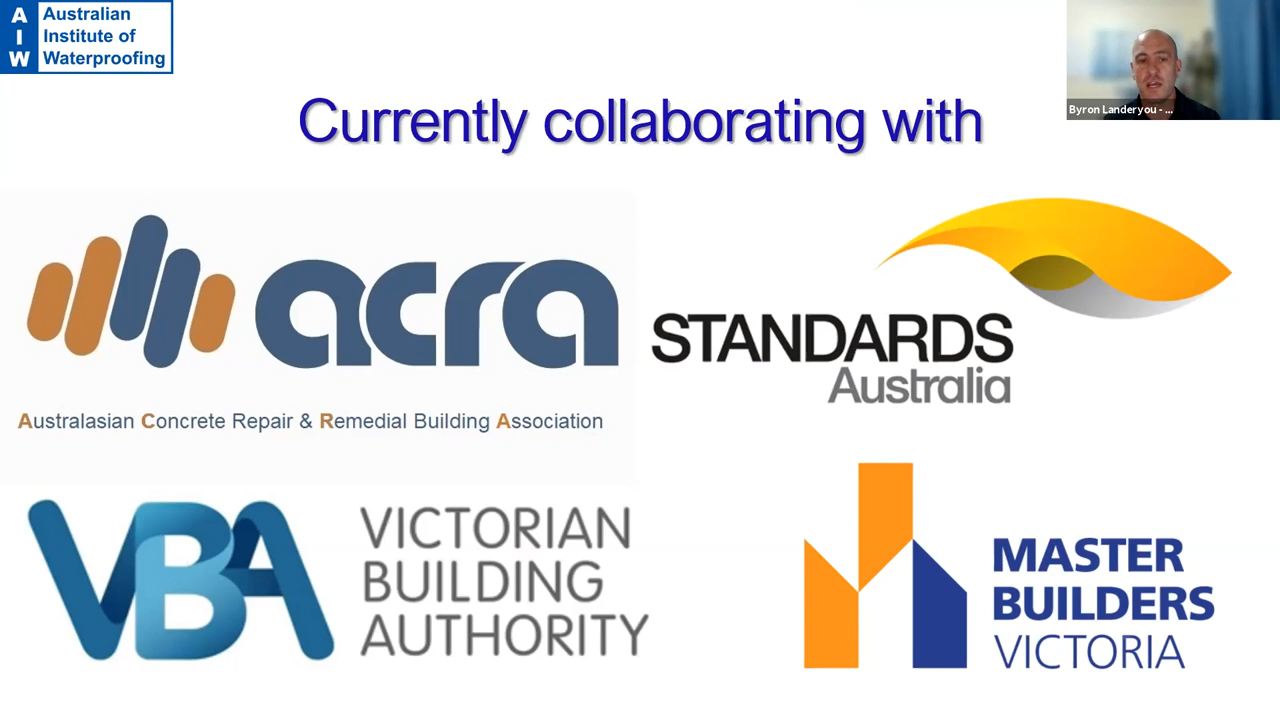 A
I
W
Australian
Institute of
Waterproofing
Byron Landeryou - ...
Currently collaborating with
acra
Australasian Concrete Repair & Remedial Building Association
STANDARDS
Australia
VBA
VICTORIAN
BUILDING
AUTHORITY
MASTER
BUILDERS
VICTORIA